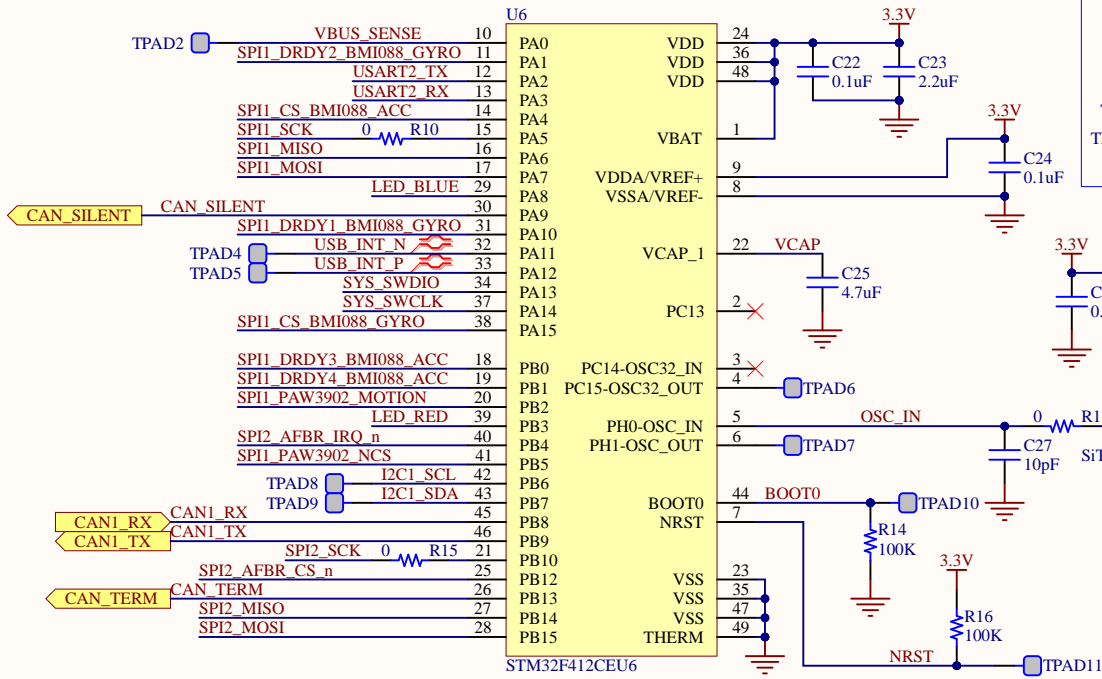 U6
3.3V
VBUS_SENSE 10 PA0 VDD 24
TPAD2
SPI1_DRDY2_BMI088_GYRO 11 PA1 VDD 36 C22 C23
USART2_TX 12 PA2 VDD 48 0.1uF 2.2uF
USART2_RX 13 PA3
SPI1_CS_BMI088_ACC 14 PA4 3.3V
SPI1_SCK 0 R10 15 PA5 VBAT 1
SPI1_MISO 16 PA6 C24
SPI1_MOSI 17 PA7 VDDA/VREF+ 9 0.1uF
LED_BLUE 29 PA8 VSSA/VREF- 8
CAN_SILENT CAN_SILENT 30 PA9
SPI1_DRDY1_BMI088_GYRO 31 PA10
TPAD4 USB_INT_N 32 PA11 VCAP_1 22 VCAP 3.3V
TPAD5 USB_INT_P 33 PA12 C25
SYS_SWDIO 34 PA13 4.7uF
SYS_SWCLK 37 PA14 PC13 2
SPI1_CS_BMI088_GYRO 38 PA15
SPI1_DRDY3_BMI088_ACC 18 PB0 PC14-OSC32_IN 3
SPI1_DRDY4_BMI088_ACC 19 PB1 PC15-OSC32_OUT 4 TPAD6
SPI1_PAW3902_MOTION 20 PB2
LED_RED 39 PB3 PH0-OSC_IN 5 OSC_IN 0
SPI2_AFBR_IRQ_n 40 PB4 PH1-OSC_OUT 6 TPAD7 C27
SPI1_PAW3902_NCS 41 PB5 10pF
TPAD8 I2C1_SCL 42 PB6
TPAD9 I2C1_SDA 43 PB7 BOOT0 44 BOOT0 TPAD10
CAN1_RX CAN1_RX 45 PB8 NRST 7
CAN1_TX CAN1_TX 46 PB9 R14
SPI2_SCK 0 R15 21 PB10 100K
SPI2_AFBR_CS_n 25 PB12 VSS 23 3.3V
CAN_TERM CAN_TERM 26 PB13 VSS 35
SPI2_MISO 27 PB14 VSS 47 R16
SPI2_MOSI 28 PB15 THERM 49 100K
NRST TPAD11
STM32F412CEU6